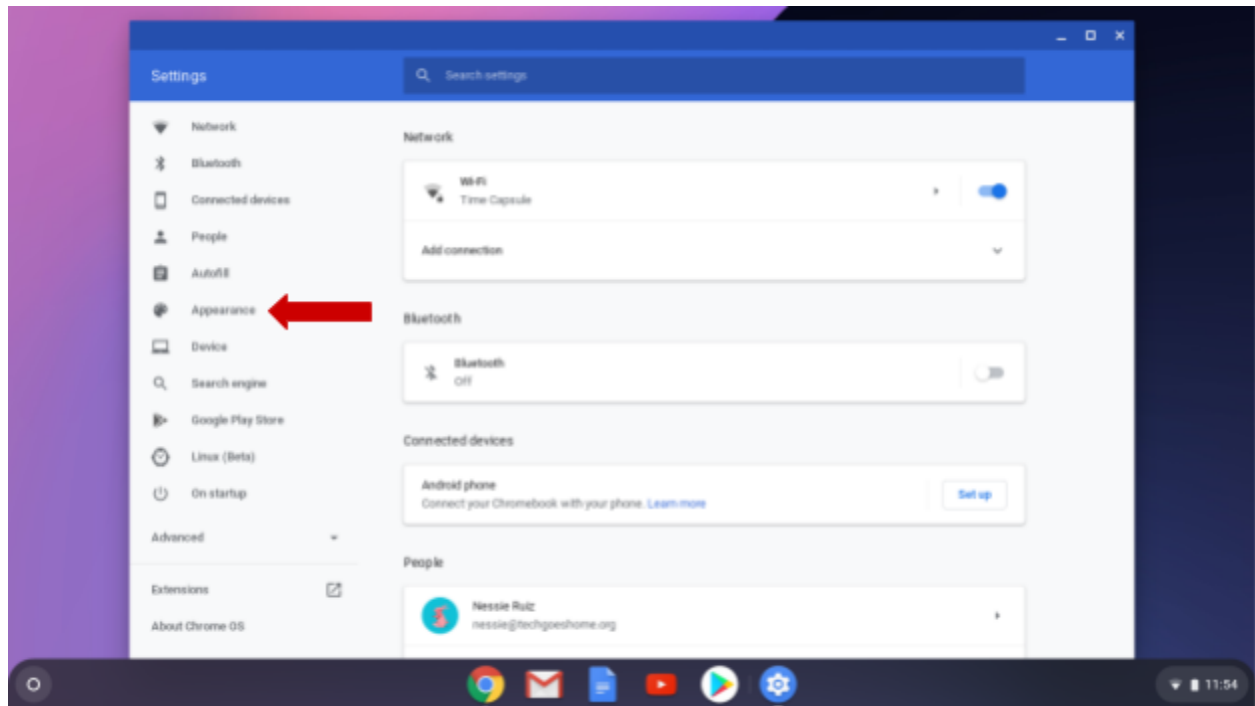 Settings
Search settings
Network
Bluetooth
Connected devices
People
Autofill
Appearance
Device
Search engine
Google Play Store
Linux (Beta)
On startup
Advanced
Extensions
About Chrome OS
Network
Wi-Fi
Time Capsule
Add connection
Bluetooth
Bluetooth
Off
Connected devices
Android phone
Connect your Chromebook with your phone. Learn more
Set up
People
Nessie Ruiz
nessie@techgoeshome.org
11:54